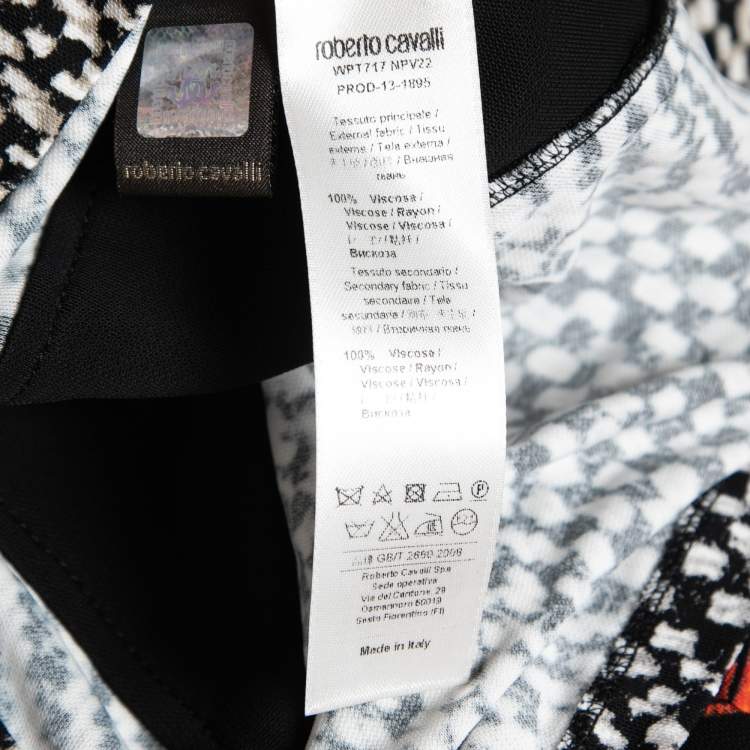 roberto cavalli
roberto cavalli
WPT717 NPV22
PROD-13-1895
Tessuto principale /
External fabric / Tissu
externe / Tela externa /
Внешняя
ткань
100% Viscosa /
Viscose / Rayon /
Viscose / Viscosa /
Вискоза
Tessuto secondario /
Secondary fabric / Tissu
secondaire / Tela
secundaria /
Вторичная ткань
100% Viscosa /
Viscose / Rayon /
Viscose / Viscosa /
Вискоза
GB/T
Roberto Cavalli Spa
Sede operativa
Via del Cantone, 29
Osmannoro 50019
Sesto Fiorentino (FI)
Made in Italy